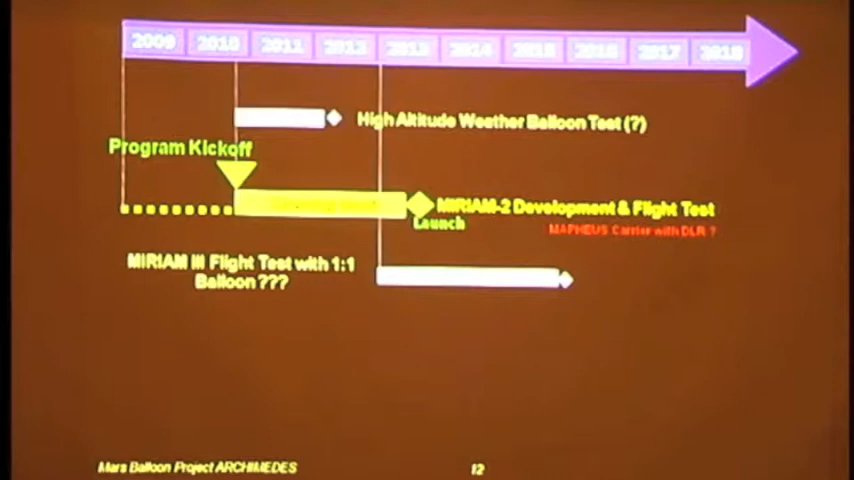 2009 2010 2011 2012 2013 2014 2015 2016 2017 2018
High Altitude Weather Balloon Test (?)
Program Kickoff
MIRIAM-2 Development & Flight Test
Launch
MAPHEUS Carrier with DLR ?
MIRIAM III Flight Test with 1:1
Balloon ???
Mars Balloon Project ARCHIMEDES
12